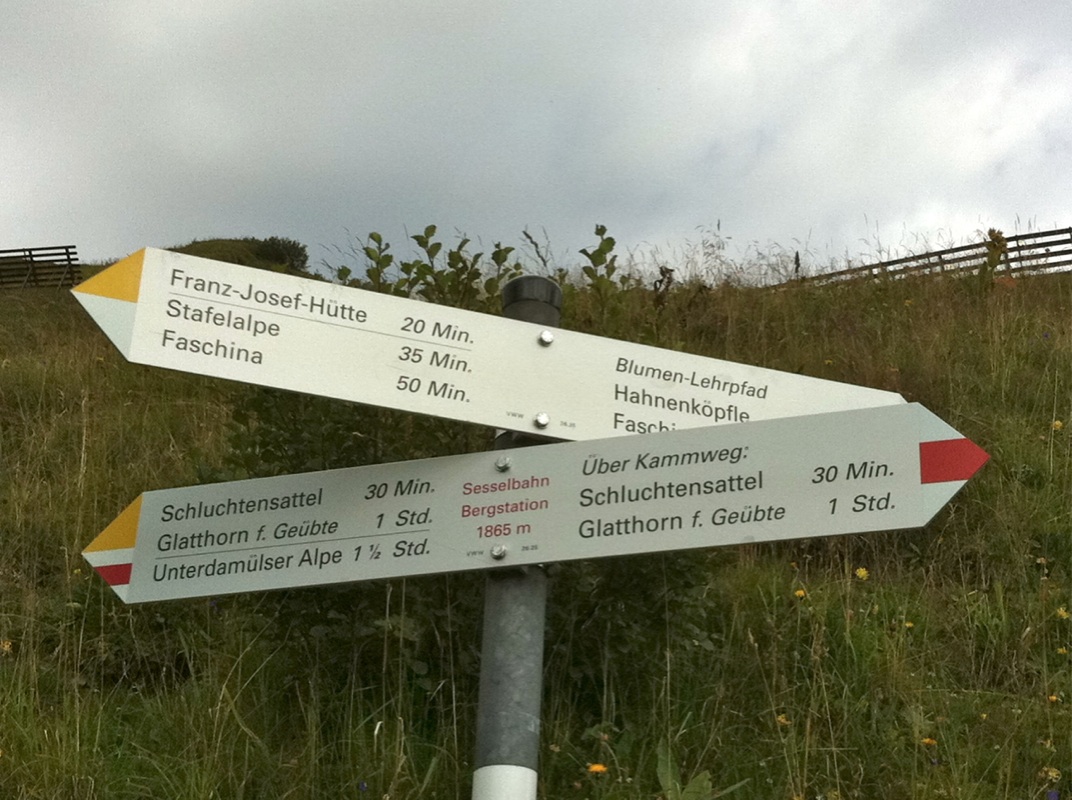 Franz-Josef-Hütte 20 Min.
Stafelalpe 35 Min.
Faschina 50 Min.
Blumen-Lehrpfad
Hahnenköpfle
VWW
Schluchtensattel 30 Min.
Glatthorn f. Geübte 1 Std.
Unterdamülser Alpe 1 ½ Std.
Sesselbahn
Bergstation
1865 m
VWW
Über Kammweg:
Schluchtensattel 30 Min.
Glatthorn f. Geübte 1 Std.